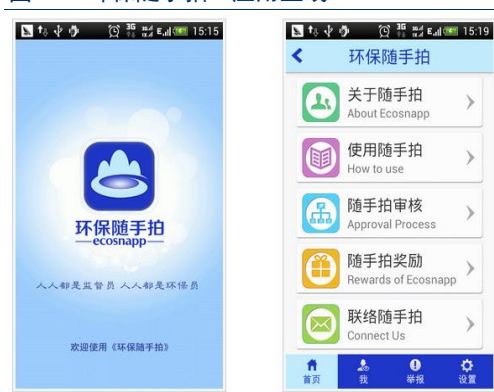 15:15
环保随手拍
ecosnapp
人人都是监督员 人人都是环保员
欢迎使用《环保随手拍》
3G
15:19
环保随手拍
关于随手拍
About Ecosnapp
使用随手拍
How to use
随手拍审核
Approval Process
随手拍奖励
Rewards of Ecosnapp
联络随手拍
Connect Us
首页 我 举报 设置